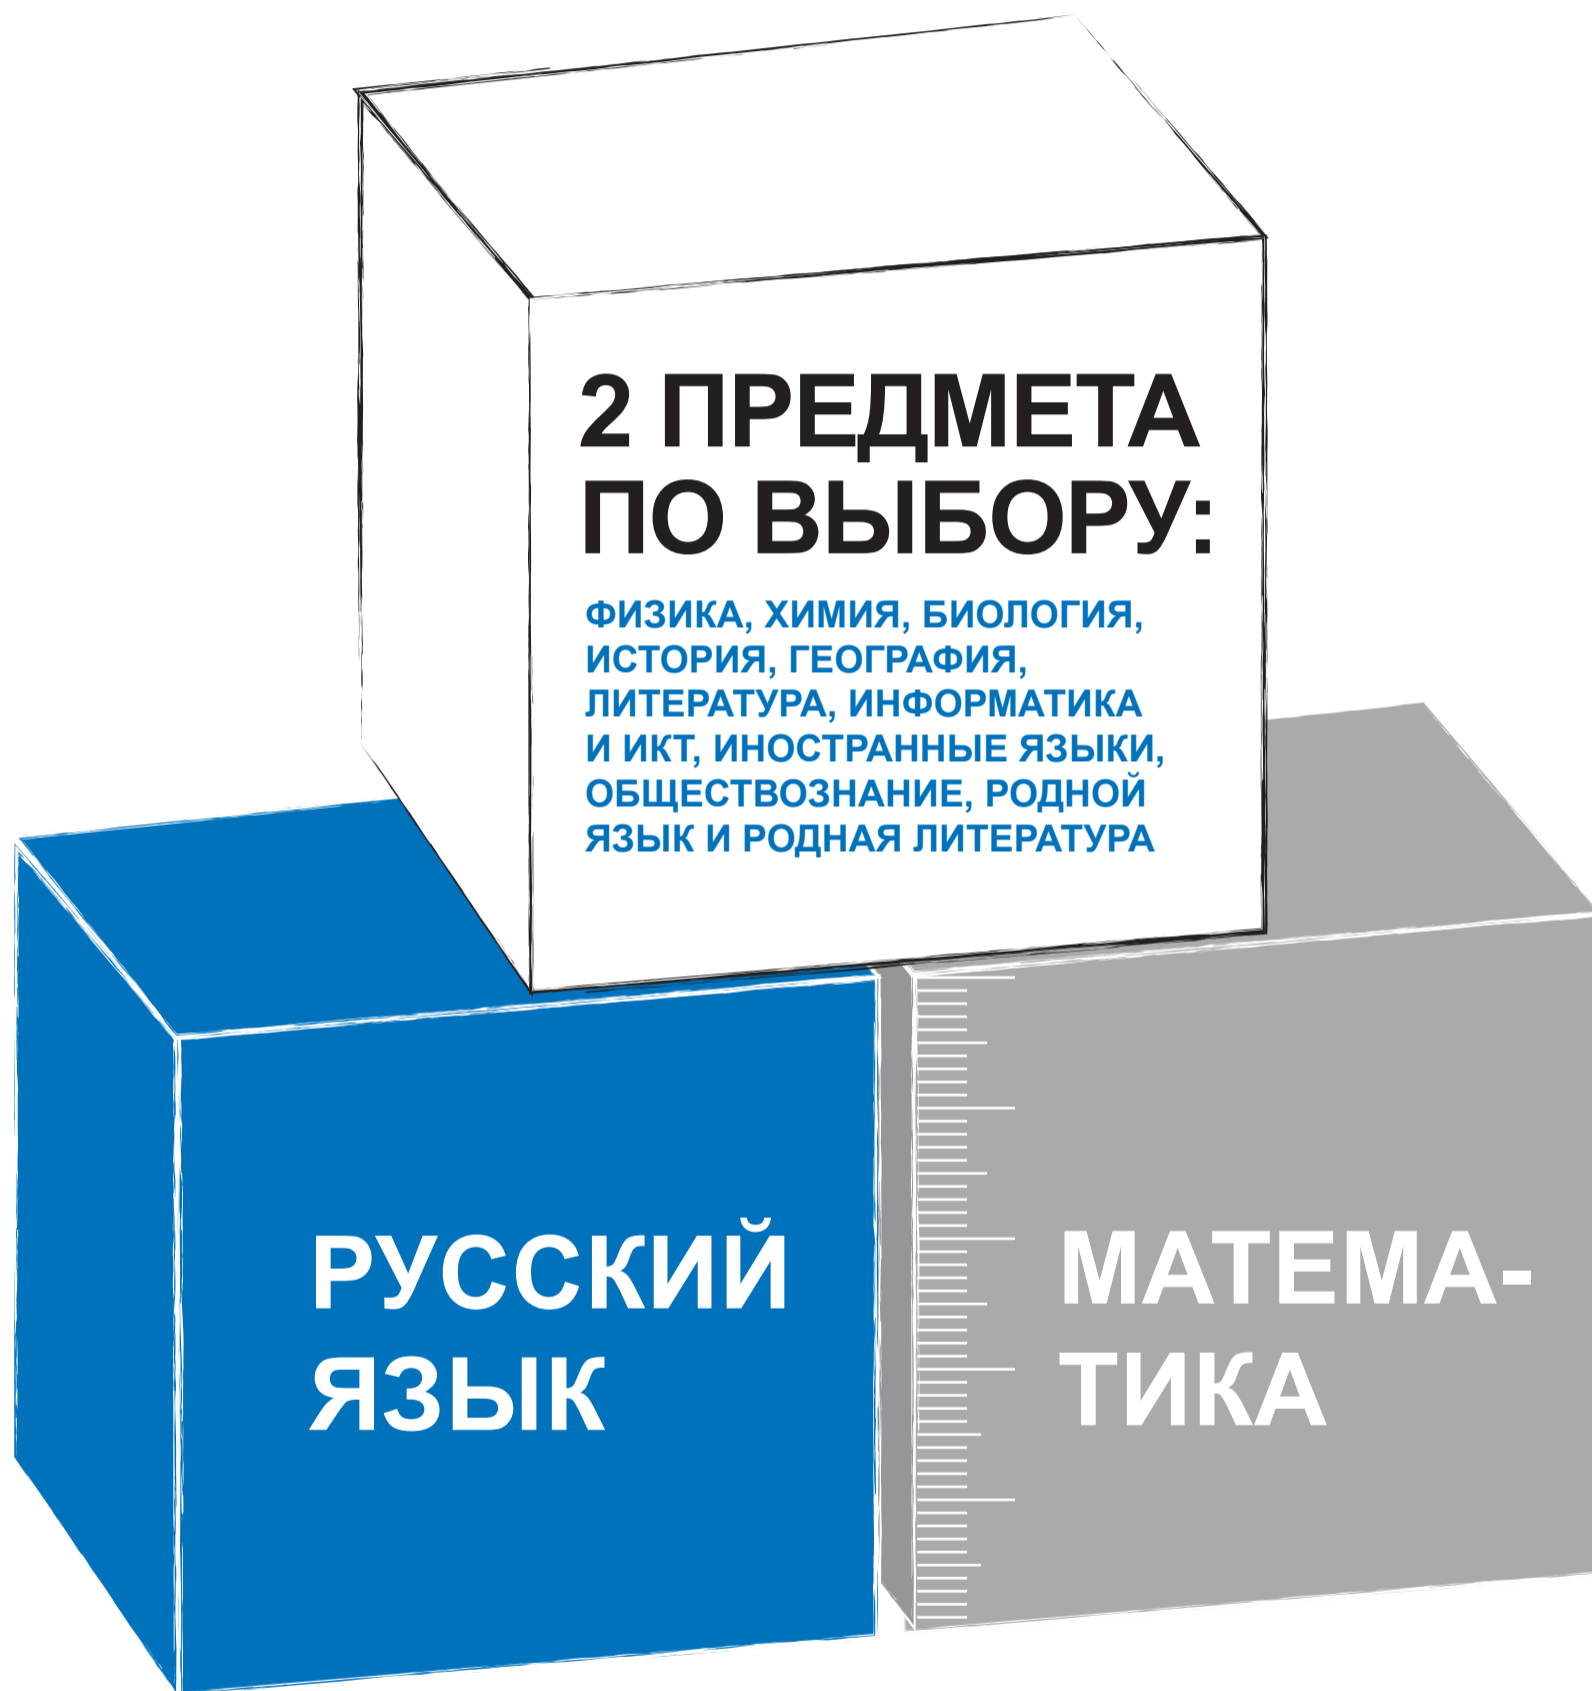 2 ПРЕДМЕТА
ПО ВЫБОРУ:
ФИЗИКА, ХИМИЯ, БИОЛОГИЯ,
ИСТОРИЯ, ГЕОГРАФИЯ,
ЛИТЕРАТУРА, ИНФОРМАТИКА
И ИКТ, ИНОСТРАННЫЕ ЯЗЫКИ,
ОБЩЕСТВОЗНАНИЕ, РОДНОЙ
ЯЗЫК И РОДНАЯ ЛИТЕРАТУРА
РУССКИЙ
ЯЗЫК
МАТЕМА-
ТИКА